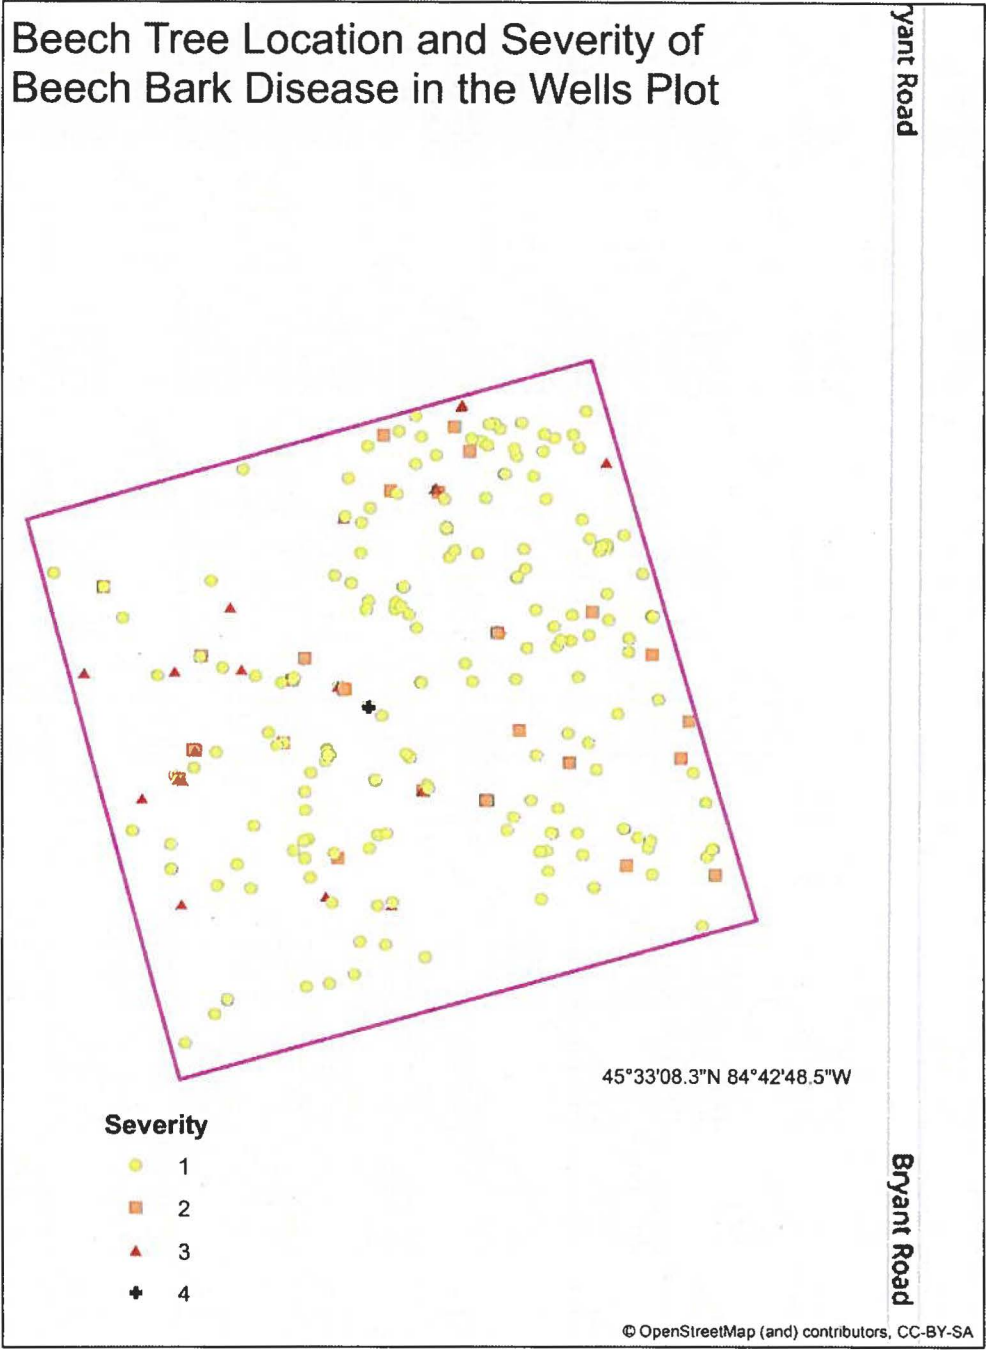 Beech Tree Location and Severity of
Beech Bark Disease in the Wells Plot
yant Road
45°33'08.3"N 84°42'48.5"W
Severity
1
2
3
4
Bryant Road
© OpenStreetMap (and) contributors, CC-BY-SA